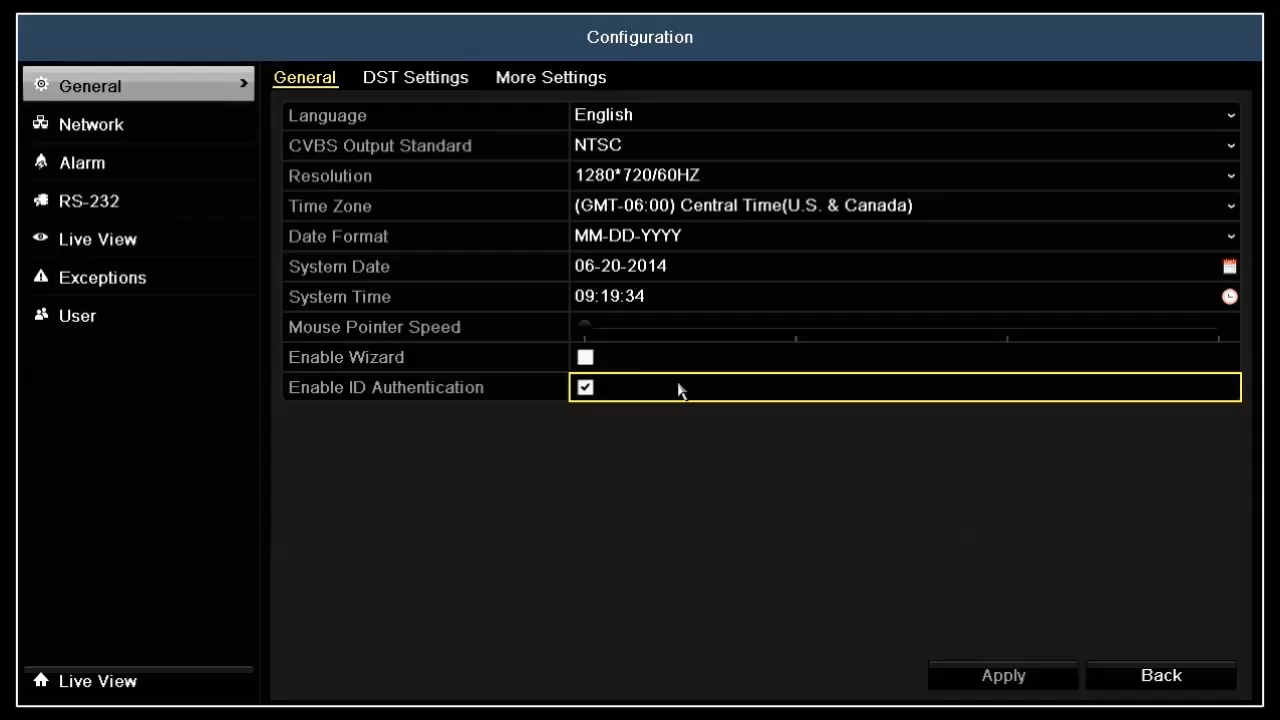 Configuration
General
Network
Alarm
RS-232
Live View
Exceptions
User
Live View
General DST Settings More Settings
Language English
CVBS Output Standard NTSC
Resolution 1280*720/60HZ
Time Zone (GMT-06:00) Central Time(U.S. & Canada)
Date Format MM-DD-YYYY
System Date 06-20-2014
System Time 09:19:34
Mouse Pointer Speed
Enable Wizard
Enable ID Authentication
Apply Back